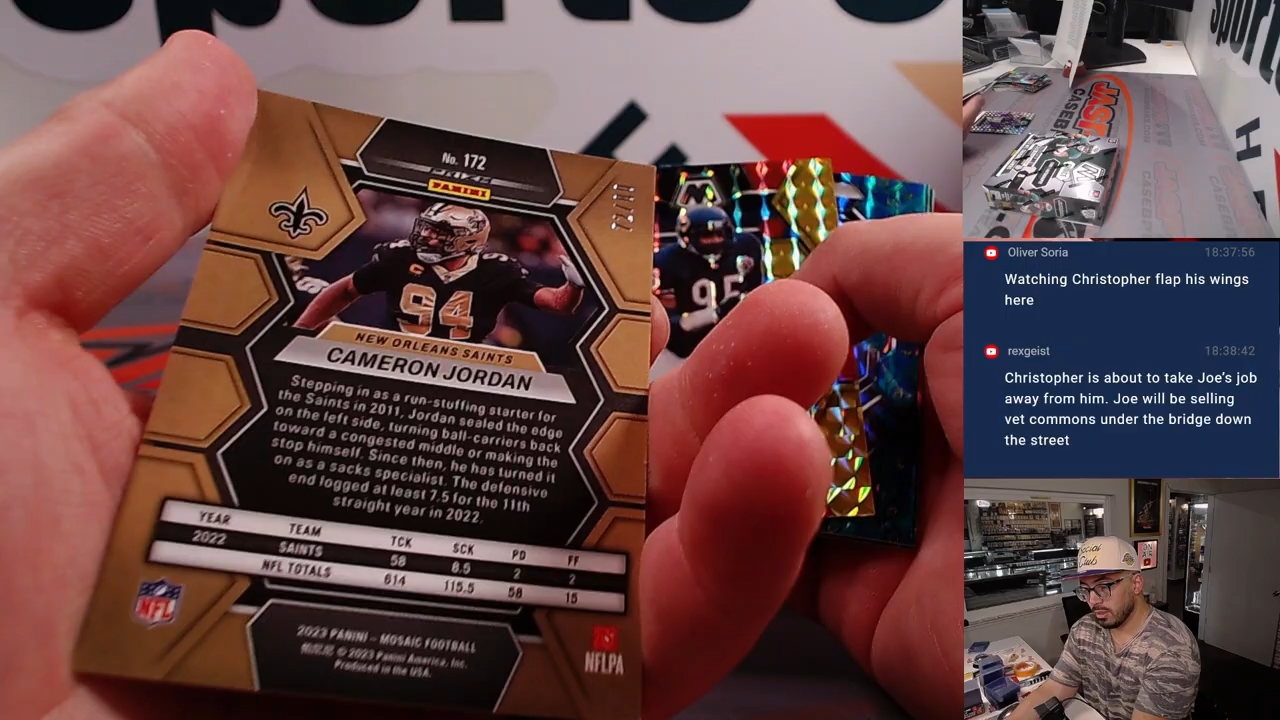 sports
No. 172
PANINI
94
95
NEW ORLEANS SAINTS
CAMERON JORDAN
Stepping in as a run-stuffing starter for
the Saints in 2011, Jordan sealed the edge
on the left side, turning ball-carriers back
toward a congested middle or making the
stop himself. Since then, he has turned it
on as a sacks specialist. The defensive
end logged at least 7.5 for the 11th
straight year in 2022.
YEAR TEAM TCK SCK PD FF
2022 SAINTS 58 8.5 2 2
NFL TOTALS 614 115.5 58 15
NFL
2023 PANINI – MOSAIC FOOTBALL
© 2023 Panini America, Inc.
Produced in the USA.
NFLPA
Oliver Soria 18:37:56
Watching Christopher flap his wings
here
rexgeist 18:38:42
Christopher is about to take Joe's job
away from him. Joe will be selling
vet commons under the bridge down
the street
Social
Club